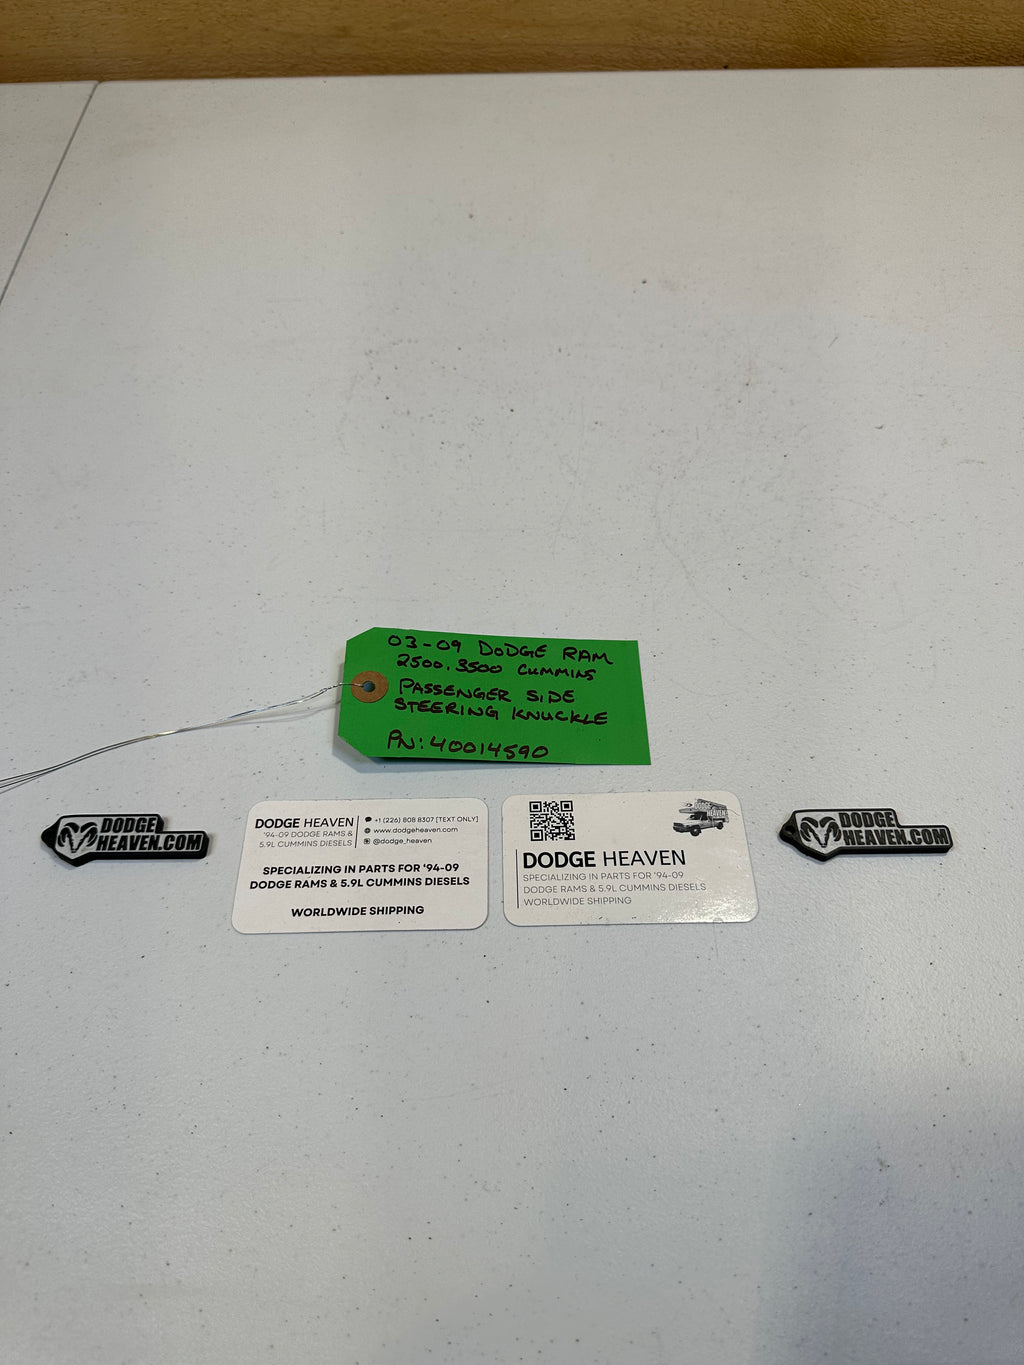 03-09 DODGE RAM
2500.3500 CUMMINS
PASSENGER SIDE
STEERING KNUCKLE
PN: 40014590
DODGE
HEAVEN.COM
DODGE HEAVEN
'94-09 DODGE RAMS &
5.9L CUMMINS DIESELS
+1 (226) 808 8307 [TEXT ONLY]
www.dodgeheaven.com
@dodge_heaven
SPECIALIZING IN PARTS FOR '94-09
DODGE RAMS & 5.9L CUMMINS DIESELS
WORLDWIDE SHIPPING
DODGE
HEAVEN
DODGE HEAVEN
SPECIALIZING IN PARTS FOR '94-09
DODGE RAMS & 5.9L CUMMINS DIESELS
WORLDWIDE SHIPPING
DODGE
HEAVEN.COM